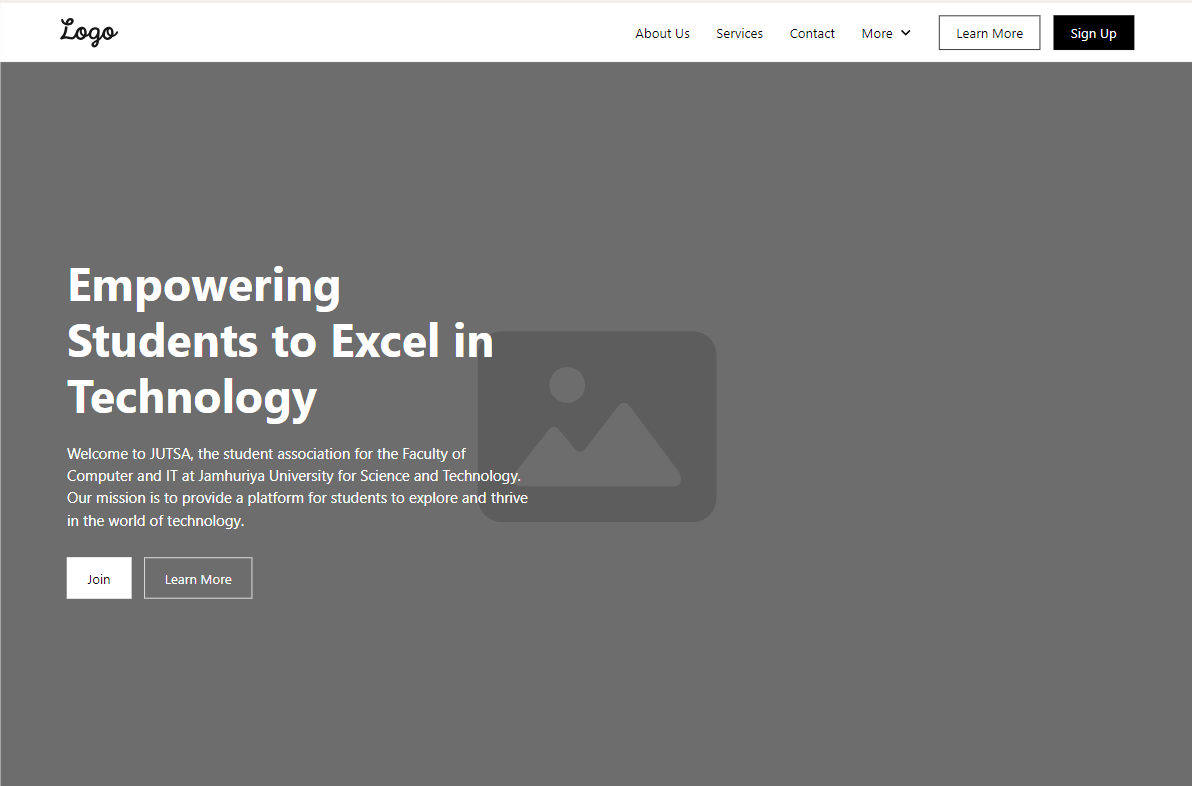 Logo
About Us
Services
Contact
More
Learn More
Sign Up
Empowering
Students to Excel in
Technology
Welcome to JUTSA, the student association for the Faculty of
Computer and IT at Jamhuriya University for Science and Technology.
Our mission is to provide a platform for students to explore and thrive
in the world of technology.
Join
Learn More